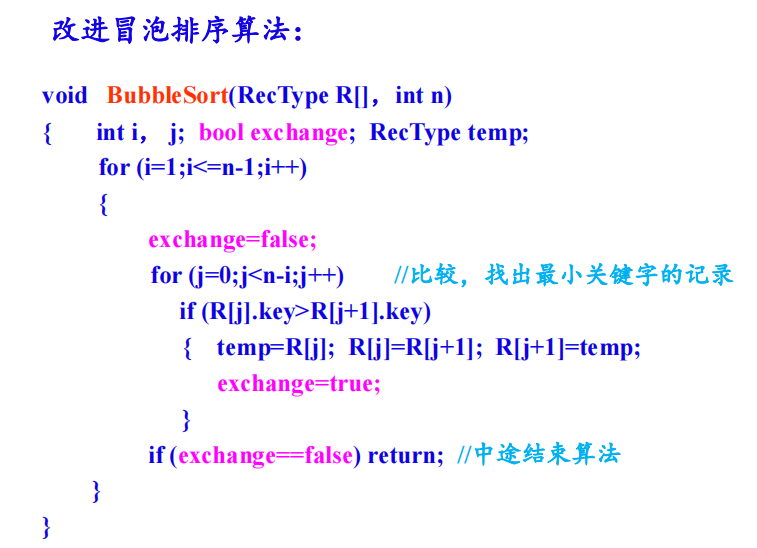 改进冒泡排序算法：
void BubbleSort(RecType R[]，int n)
{ int i， j; bool exchange; RecType temp;
for (i=1;i<=n-1;i++)
{
exchange=false;
for (j=0;j<n-i;j++) //比较，找出最小关键字的记录
if (R[j].key>R[j+1].key)
{ temp=R[j]; R[j]=R[j+1]; R[j+1]=temp;
exchange=true;
}
if (exchange==false) return; //中途结束算法
}
}